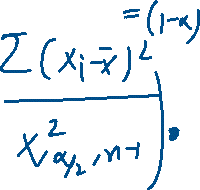 = (1-α)
Σ(xᵢ-x̄)²
χ²α/₂, n-1).